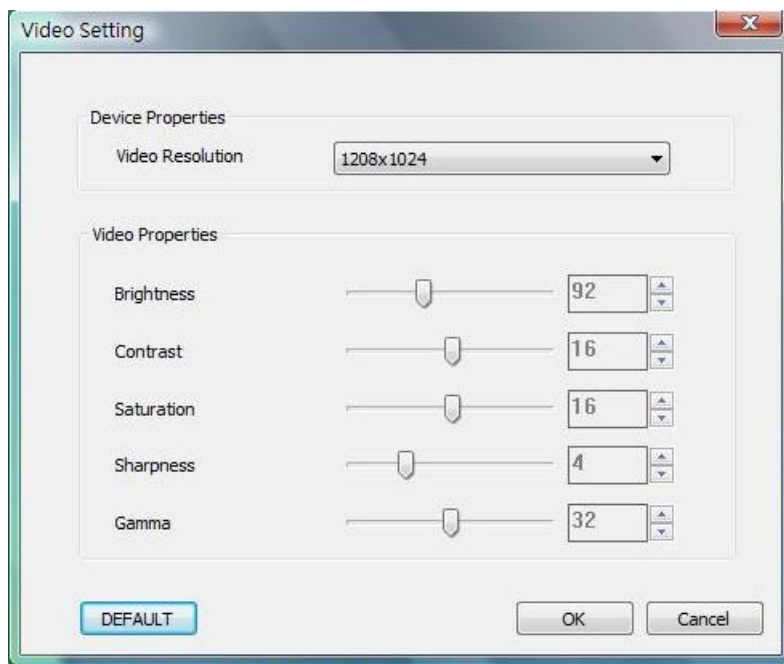 Video Setting
Device Properties
Video Resolution 1208x1024
Video Properties
Brightness 92
Contrast 16
Saturation 16
Sharpness 4
Gamma 32
DEFAULT OK Cancel